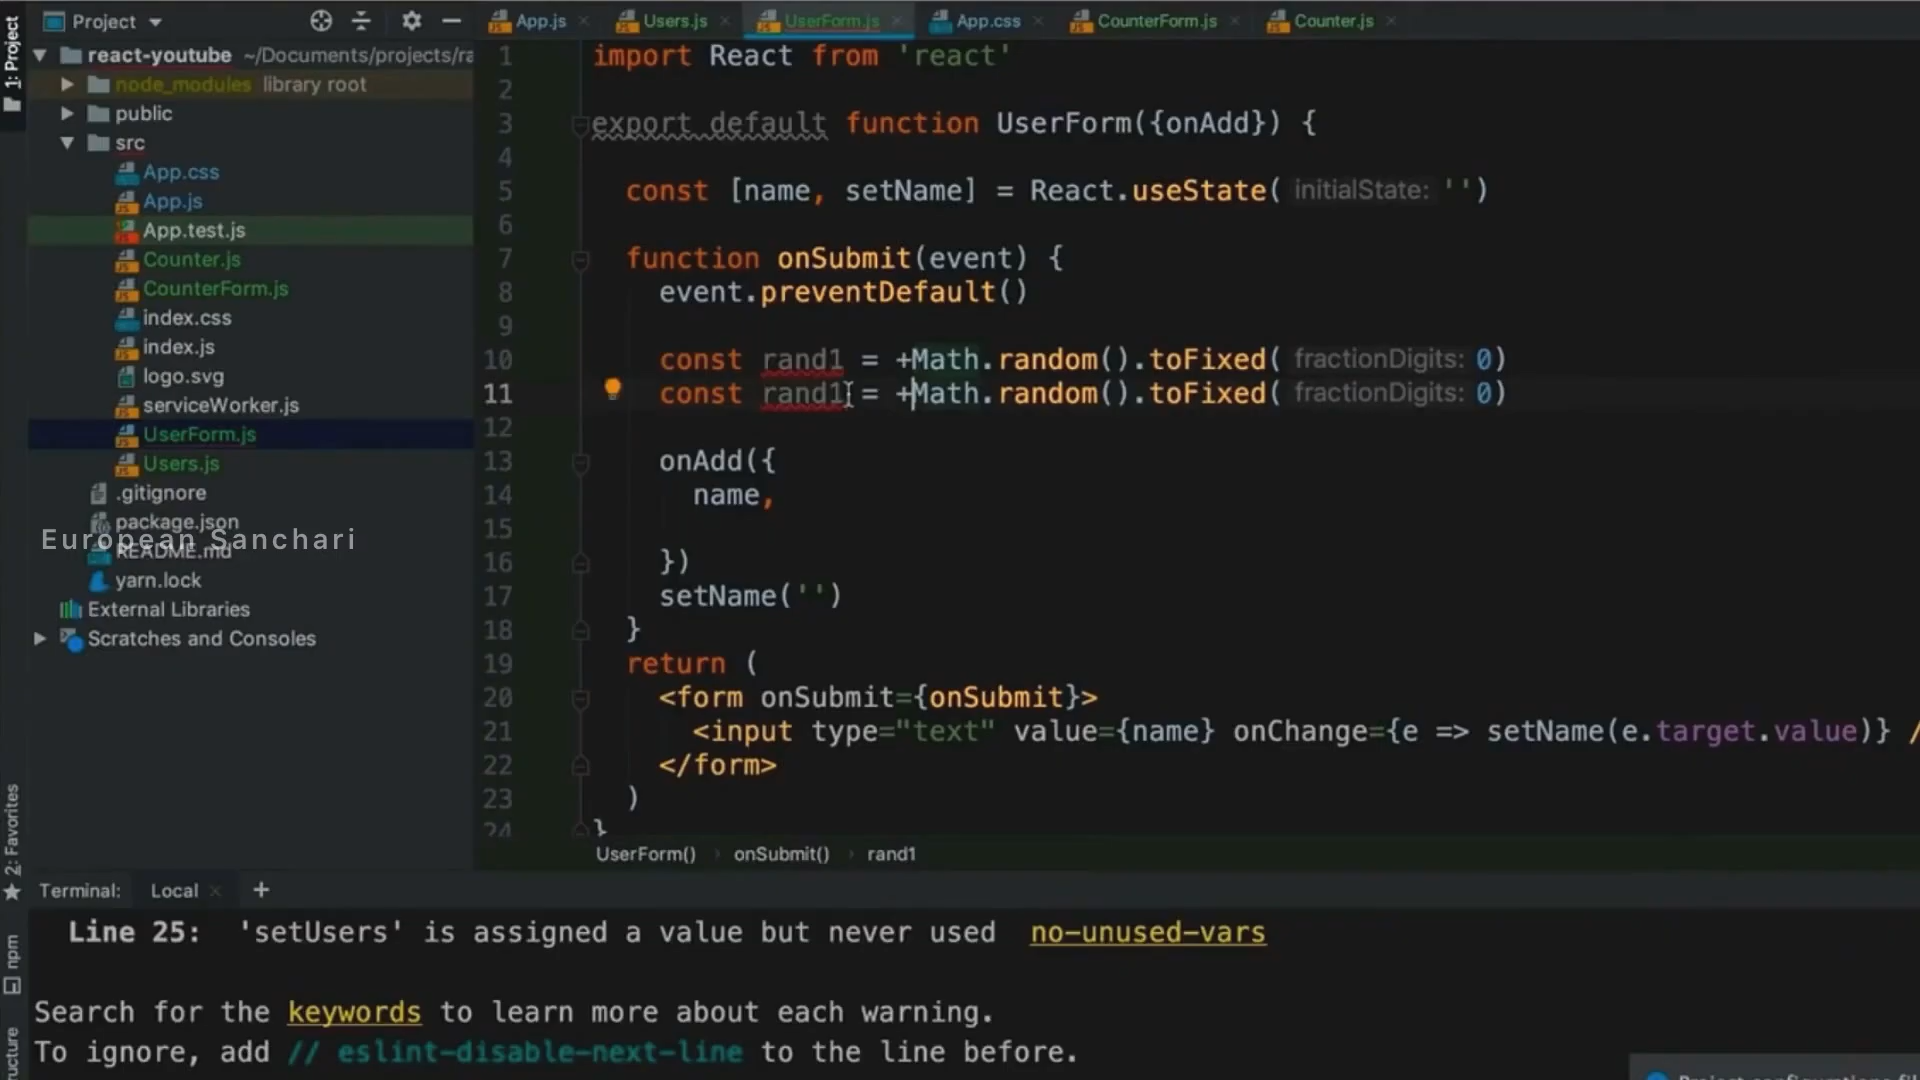 1: Project
Project
App.js
Users.js
UserForm.js
App.css
CounterForm.js
Counter.js
react-youtube ~/Documents/projects/ra
node_modules library root
public
src
App.css
App.js
App.test.js
Counter.js
CounterForm.js
index.css
index.js
logo.svg
serviceWorker.js
UserForm.js
Users.js
.gitignore
package.json
European Sanchari
README.md
yarn.lock
External Libraries
Scratches and Consoles
1 import React from 'react'
2
3 export default function UserForm({onAdd}) {
4
5 const [name, setName] = React.useState( initialState: '')
6
7 function onSubmit(event) {
8 event.preventDefault()
9
10 const rand1 = +Math.random().toFixed( fractionDigits: 0)
11 const rand1 = +Math.random().toFixed( fractionDigits: 0)
12
13 onAdd({
14 name,
15
16 })
17 setName('')
18 }
19 return (
20 <form onSubmit={onSubmit}>
21 <input type="text" value={name} onChange={e => setName(e.target.value)} /
22 </form>
23 )
24 }
UserForm() onSubmit() rand1
2: Favorites
npm
ructure
Terminal: Local +
Line 25: 'setUsers' is assigned a value but never used no-unused-vars
Search for the keywords to learn more about each warning.
To ignore, add // eslint-disable-next-line to the line before.